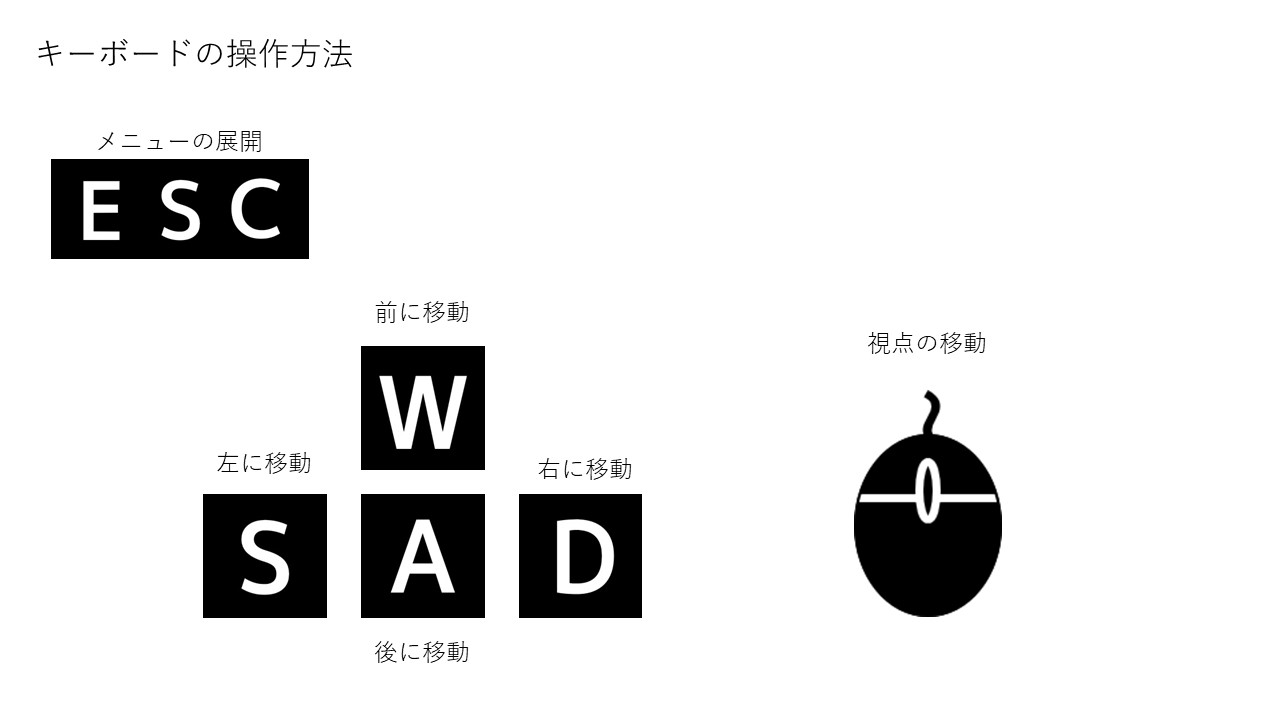 キーボードの操作方法
メニューの展開
ESC
前に移動
視点の移動
W
左に移動
右に移動
S A D
後に移動